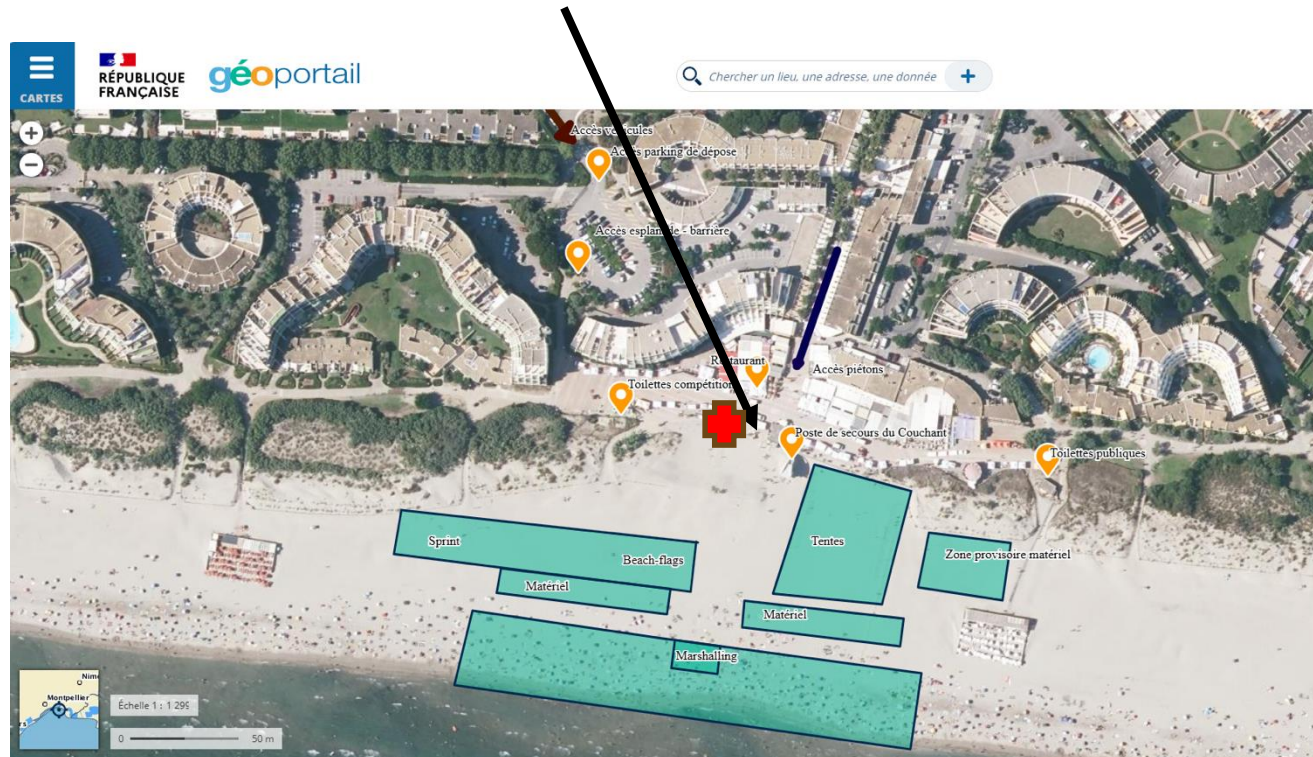 CARTES
RÉPUBLIQUE
FRANÇAISE
géoportail
Chercher un lieu, une adresse, une donnée
Accès véhicules
Accès parking de dépose
Accès esplanade - barrière
Restaurant
Accès piétons
Toilettes compétition
Poste de secours du Couchant
Toilettes publiques
Sprint
Beach-flags
Tentes
Zone provisoire matériel
Matériel
Matériel
Marshalling
Montpellier
Échelle 1 : 1 299
0
50 m